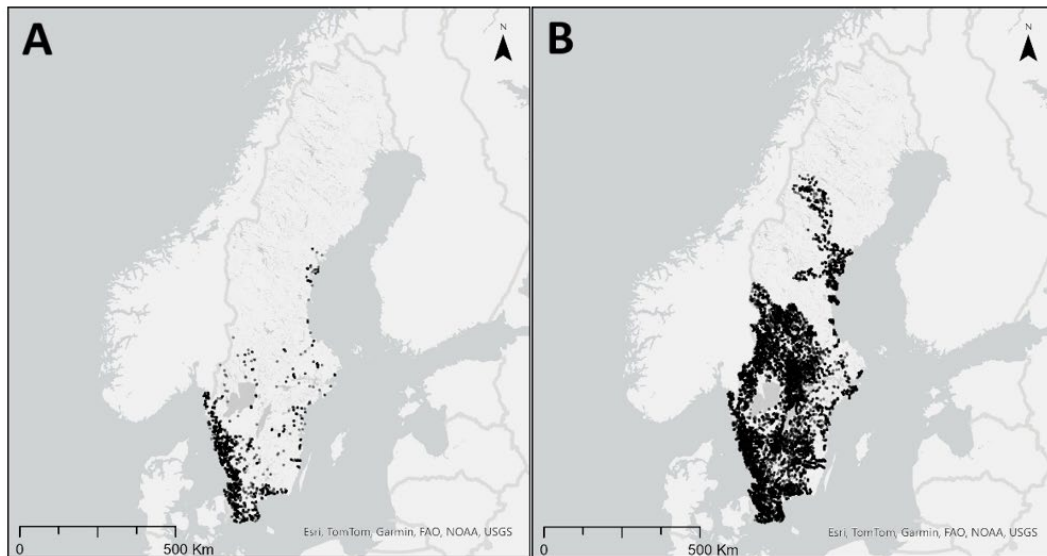 A
N
Esri, TomTom, Garmin, FAO, NOAA, USGS
0
500 Km
B
N
Esri, TomTom, Garmin, FAO, NOAA, USGS
0
500 Km